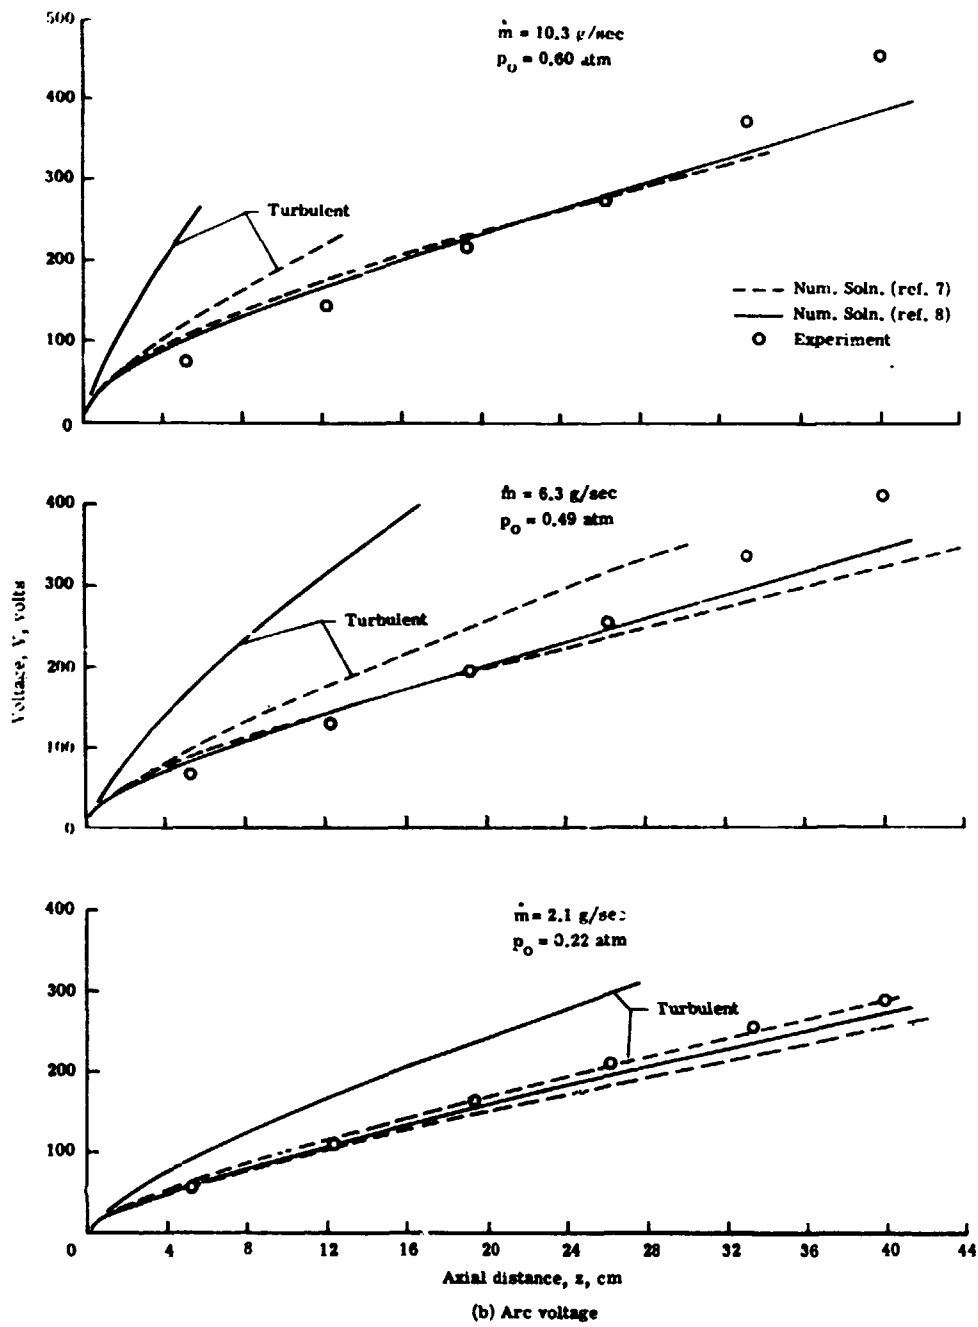 500
400
300
200
100
0
ṁ = 10.3 g/sec
p₀ = 0.60 atm
Turbulent
Num. Soln. (ref. 7)
Num. Soln. (ref. 8)
Experiment
400
300
200
100
0
ṁ = 6.3 g/sec
p₀ = 0.49 atm
Turbulent
Voltage, V, volts
400
300
200
100
0
ṁ = 2.1 g/sec
p₀ = 0.22 atm
Turbulent
4 8 12 16 20 24 28 32 36 40 44
Axial distance, z, cm
(b) Arc voltage